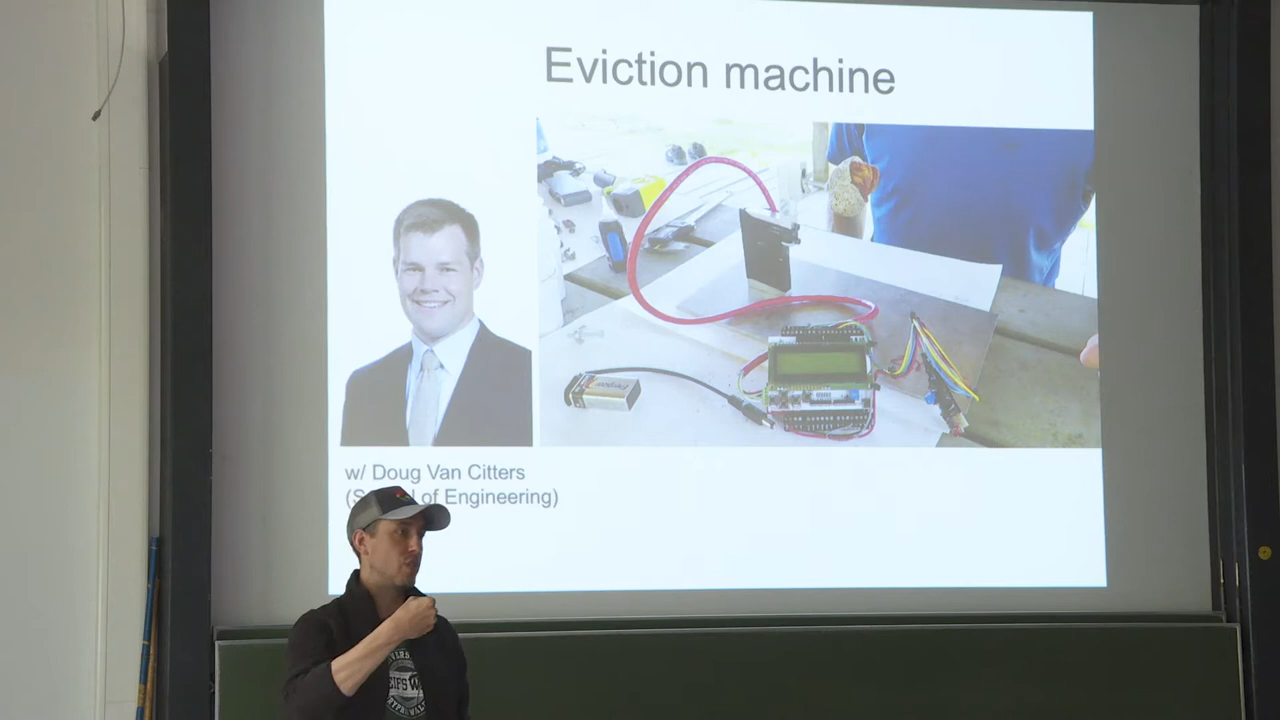 Eviction machine
w/ Doug Van Citters
(S l of Engineering)